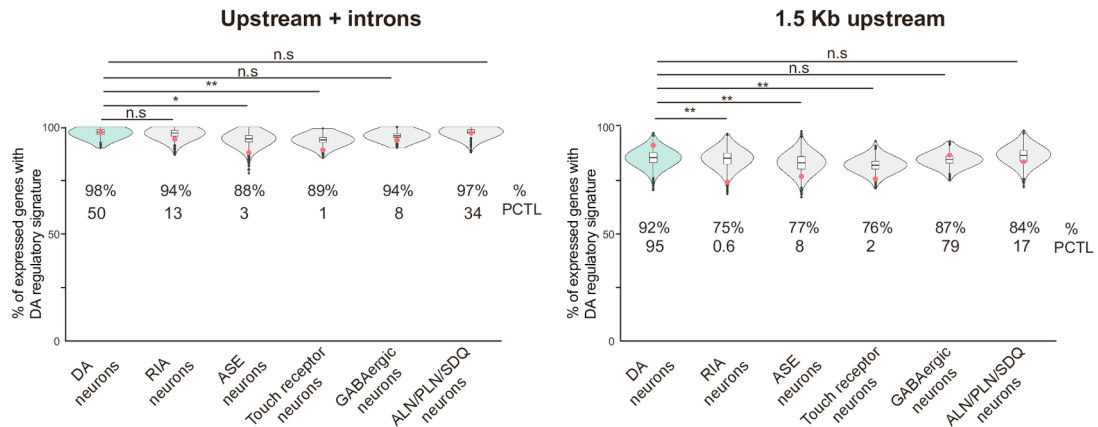 Upstream + introns
n.s
n.s
**
*
n.s
% of expressed genes with
DA regulatory signature
100
50
0
98% 94% 88% 89% 94% 97% %
50 13 3 1 8 34 PCTL
DA
neurons
RIA
neurons
ASE
neurons
Touch receptor
neurons
GABAergic
neurons
ALN/PLN/SDQ
neurons
1.5 Kb upstream
n.s
n.s
**
**
**
% of expressed genes with
DA regulatory signature
100
50
0
92% 75% 77% 76% 87% 84% %
95 0.6 8 2 79 17 PCTL
DA
neurons
RIA
neurons
ASE
neurons
Touch receptor
neurons
GABAergic
neurons
ALN/PLN/SDQ
neurons